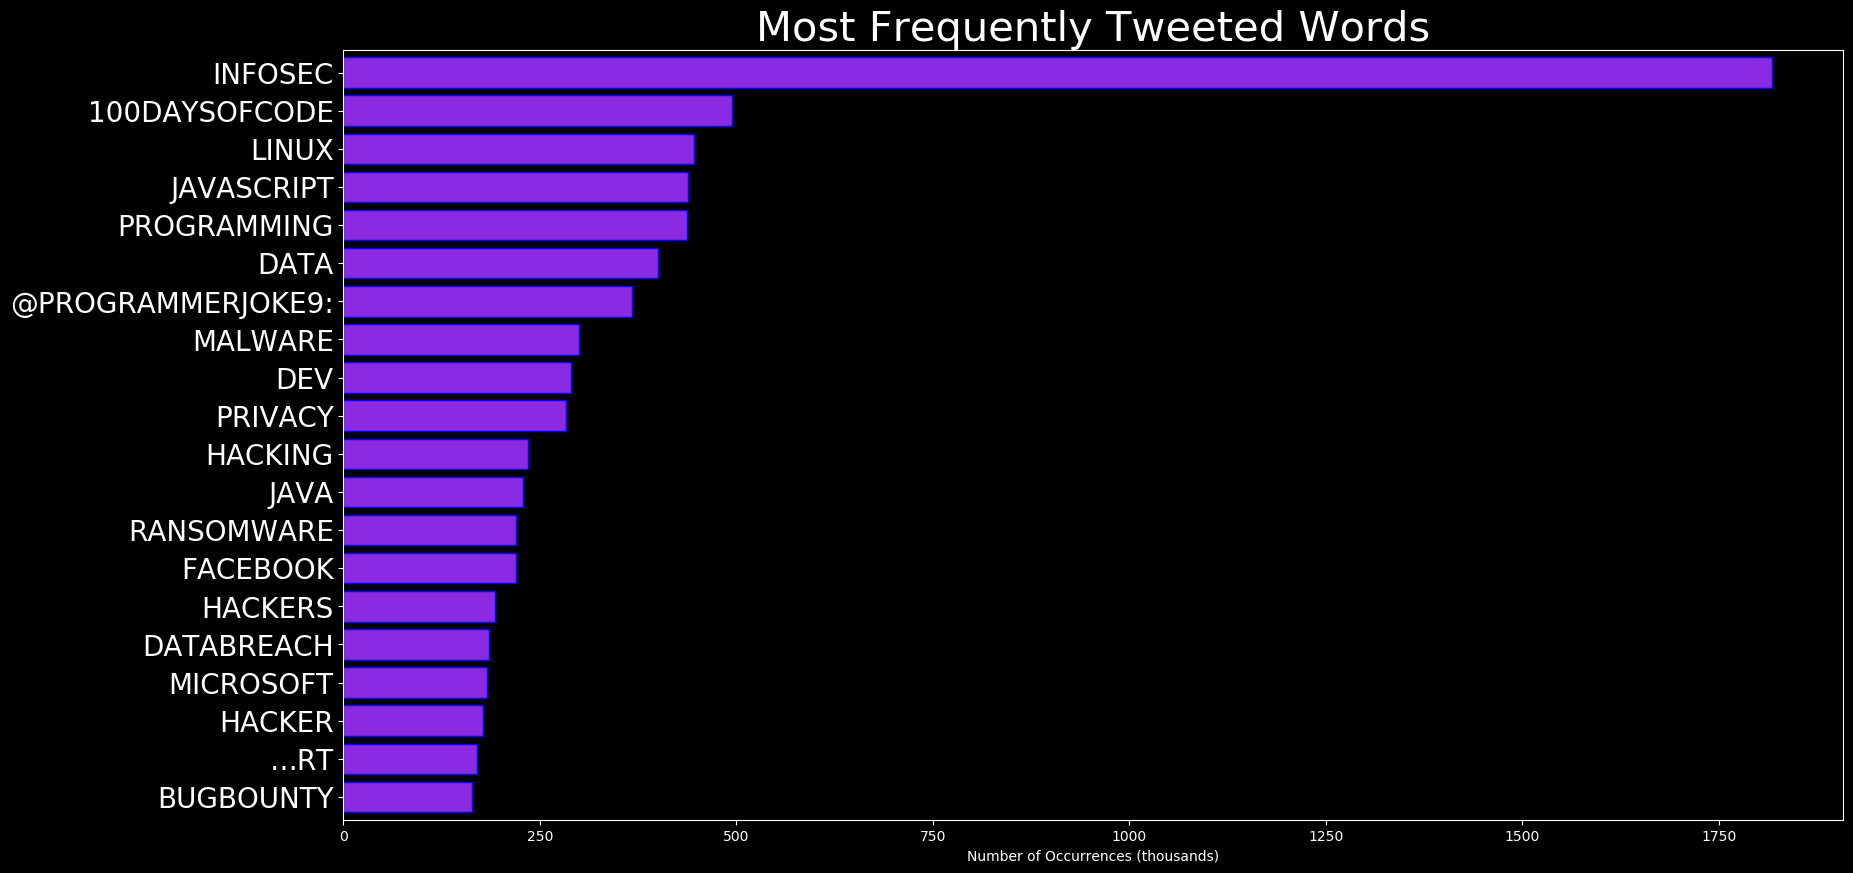 Most Frequently Tweeted Words
INFOSEC
100DAYSOFCODE
LINUX
JAVASCRIPT
PROGRAMMING
DATA
@PROGRAMMERJOKE9:
MALWARE
DEV
PRIVACY
HACKING
JAVA
RANSOMWARE
FACEBOOK
HACKERS
DATABREACH
MICROSOFT
HACKER
…RT
BUGBOUNTY
0 250 500 750 1000 1250 1500 1750
Number of Occurrences (thousands)